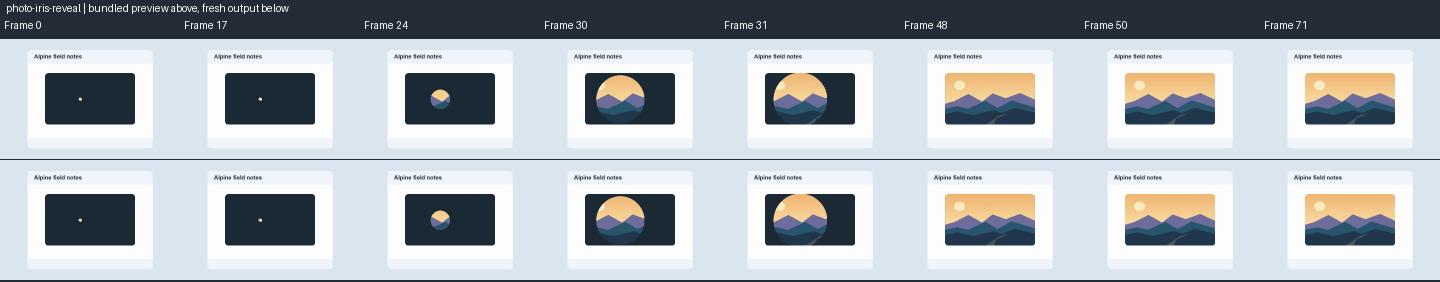 photo-iris-reveal | bundled preview above, fresh output below
Frame 0 Frame 17 Frame 24 Frame 30 Frame 31 Frame 48 Frame 50 Frame 71
Alpine field notes Alpine field notes Alpine field notes Alpine field notes Alpine field notes Alpine field notes Alpine field notes Alpine field notes
Alpine field notes Alpine field notes Alpine field notes Alpine field notes Alpine field notes Alpine field notes Alpine field notes Alpine field notes